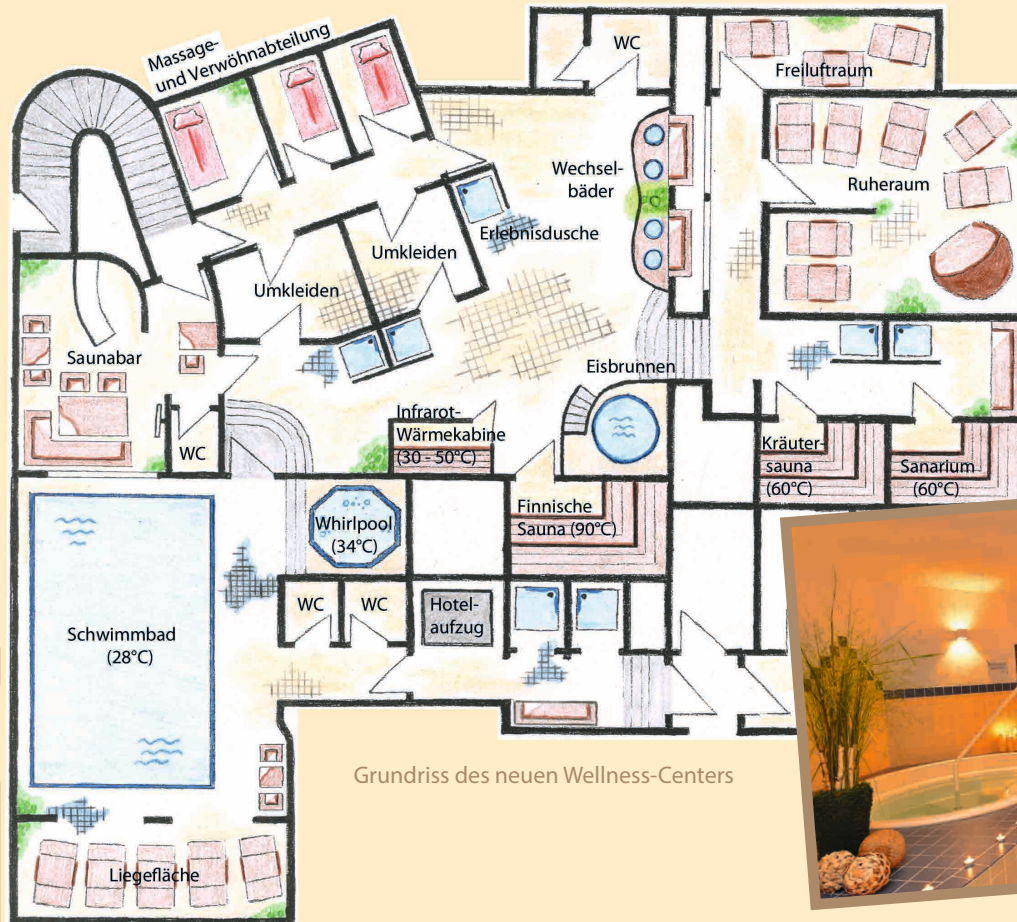 Massage-
und Verwöhnabteilung
WC
Freiluftraum
Wechsel-
bäder
Ruheraum
Erlebnisdusche
Umkleiden
Umkleiden
Saunabar
Eisbrunnen
WC
Infrarot-
Wärmekabine
(30 - 50°C)
Kräuter-
sauna
(60°C)
Sanarium
(60°C)
Whirlpool
(34°C)
Finnische
Sauna (90°C)
WC
WC
Hotel-
aufzug
Schwimmbad
(28°C)
Liegefläche
Grundriss des neuen Wellness-Centers